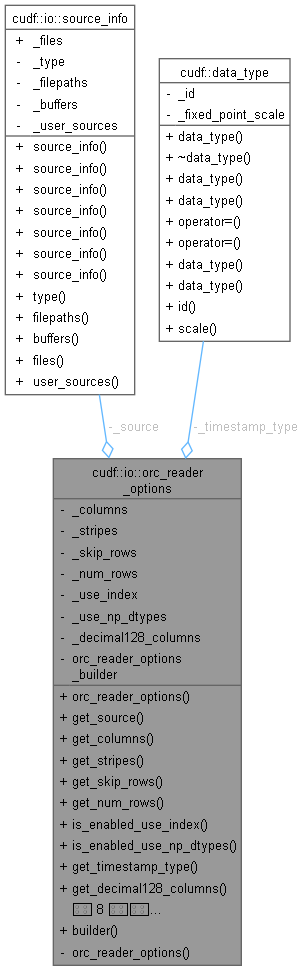 cudf::io::source_info
+ _files
- _type
- _filepaths
- _buffers
- _user_sources
+ source_info()
+ source_info()
+ source_info()
+ source_info()
+ source_info()
+ source_info()
+ source_info()
+ type()
+ filepaths()
+ buffers()
+ files()
+ user_sources()
cudf::data_type
- _id
- _fixed_point_scale
+ data_type()
+ ~data_type()
+ data_type()
+ data_type()
+ operator=()
+ operator=()
+ data_type()
+ data_type()
+ id()
+ scale()
-_source
-_timestamp_type
cudf::io::orc_reader
_options
- _columns
- _stripes
- _skip_rows
- _num_rows
- _use_index
- _use_np_dtypes
- _decimal128_columns
- orc_reader_options
_builder
+ orc_reader_options()
+ get_source()
+ get_columns()
+ get_stripes()
+ get_skip_rows()
+ get_num_rows()
+ is_enabled_use_index()
+ is_enabled_use_np_dtypes()
+ get_timestamp_type()
+ get_decimal128_columns()
8 ...
+ builder()
- orc_reader_options()